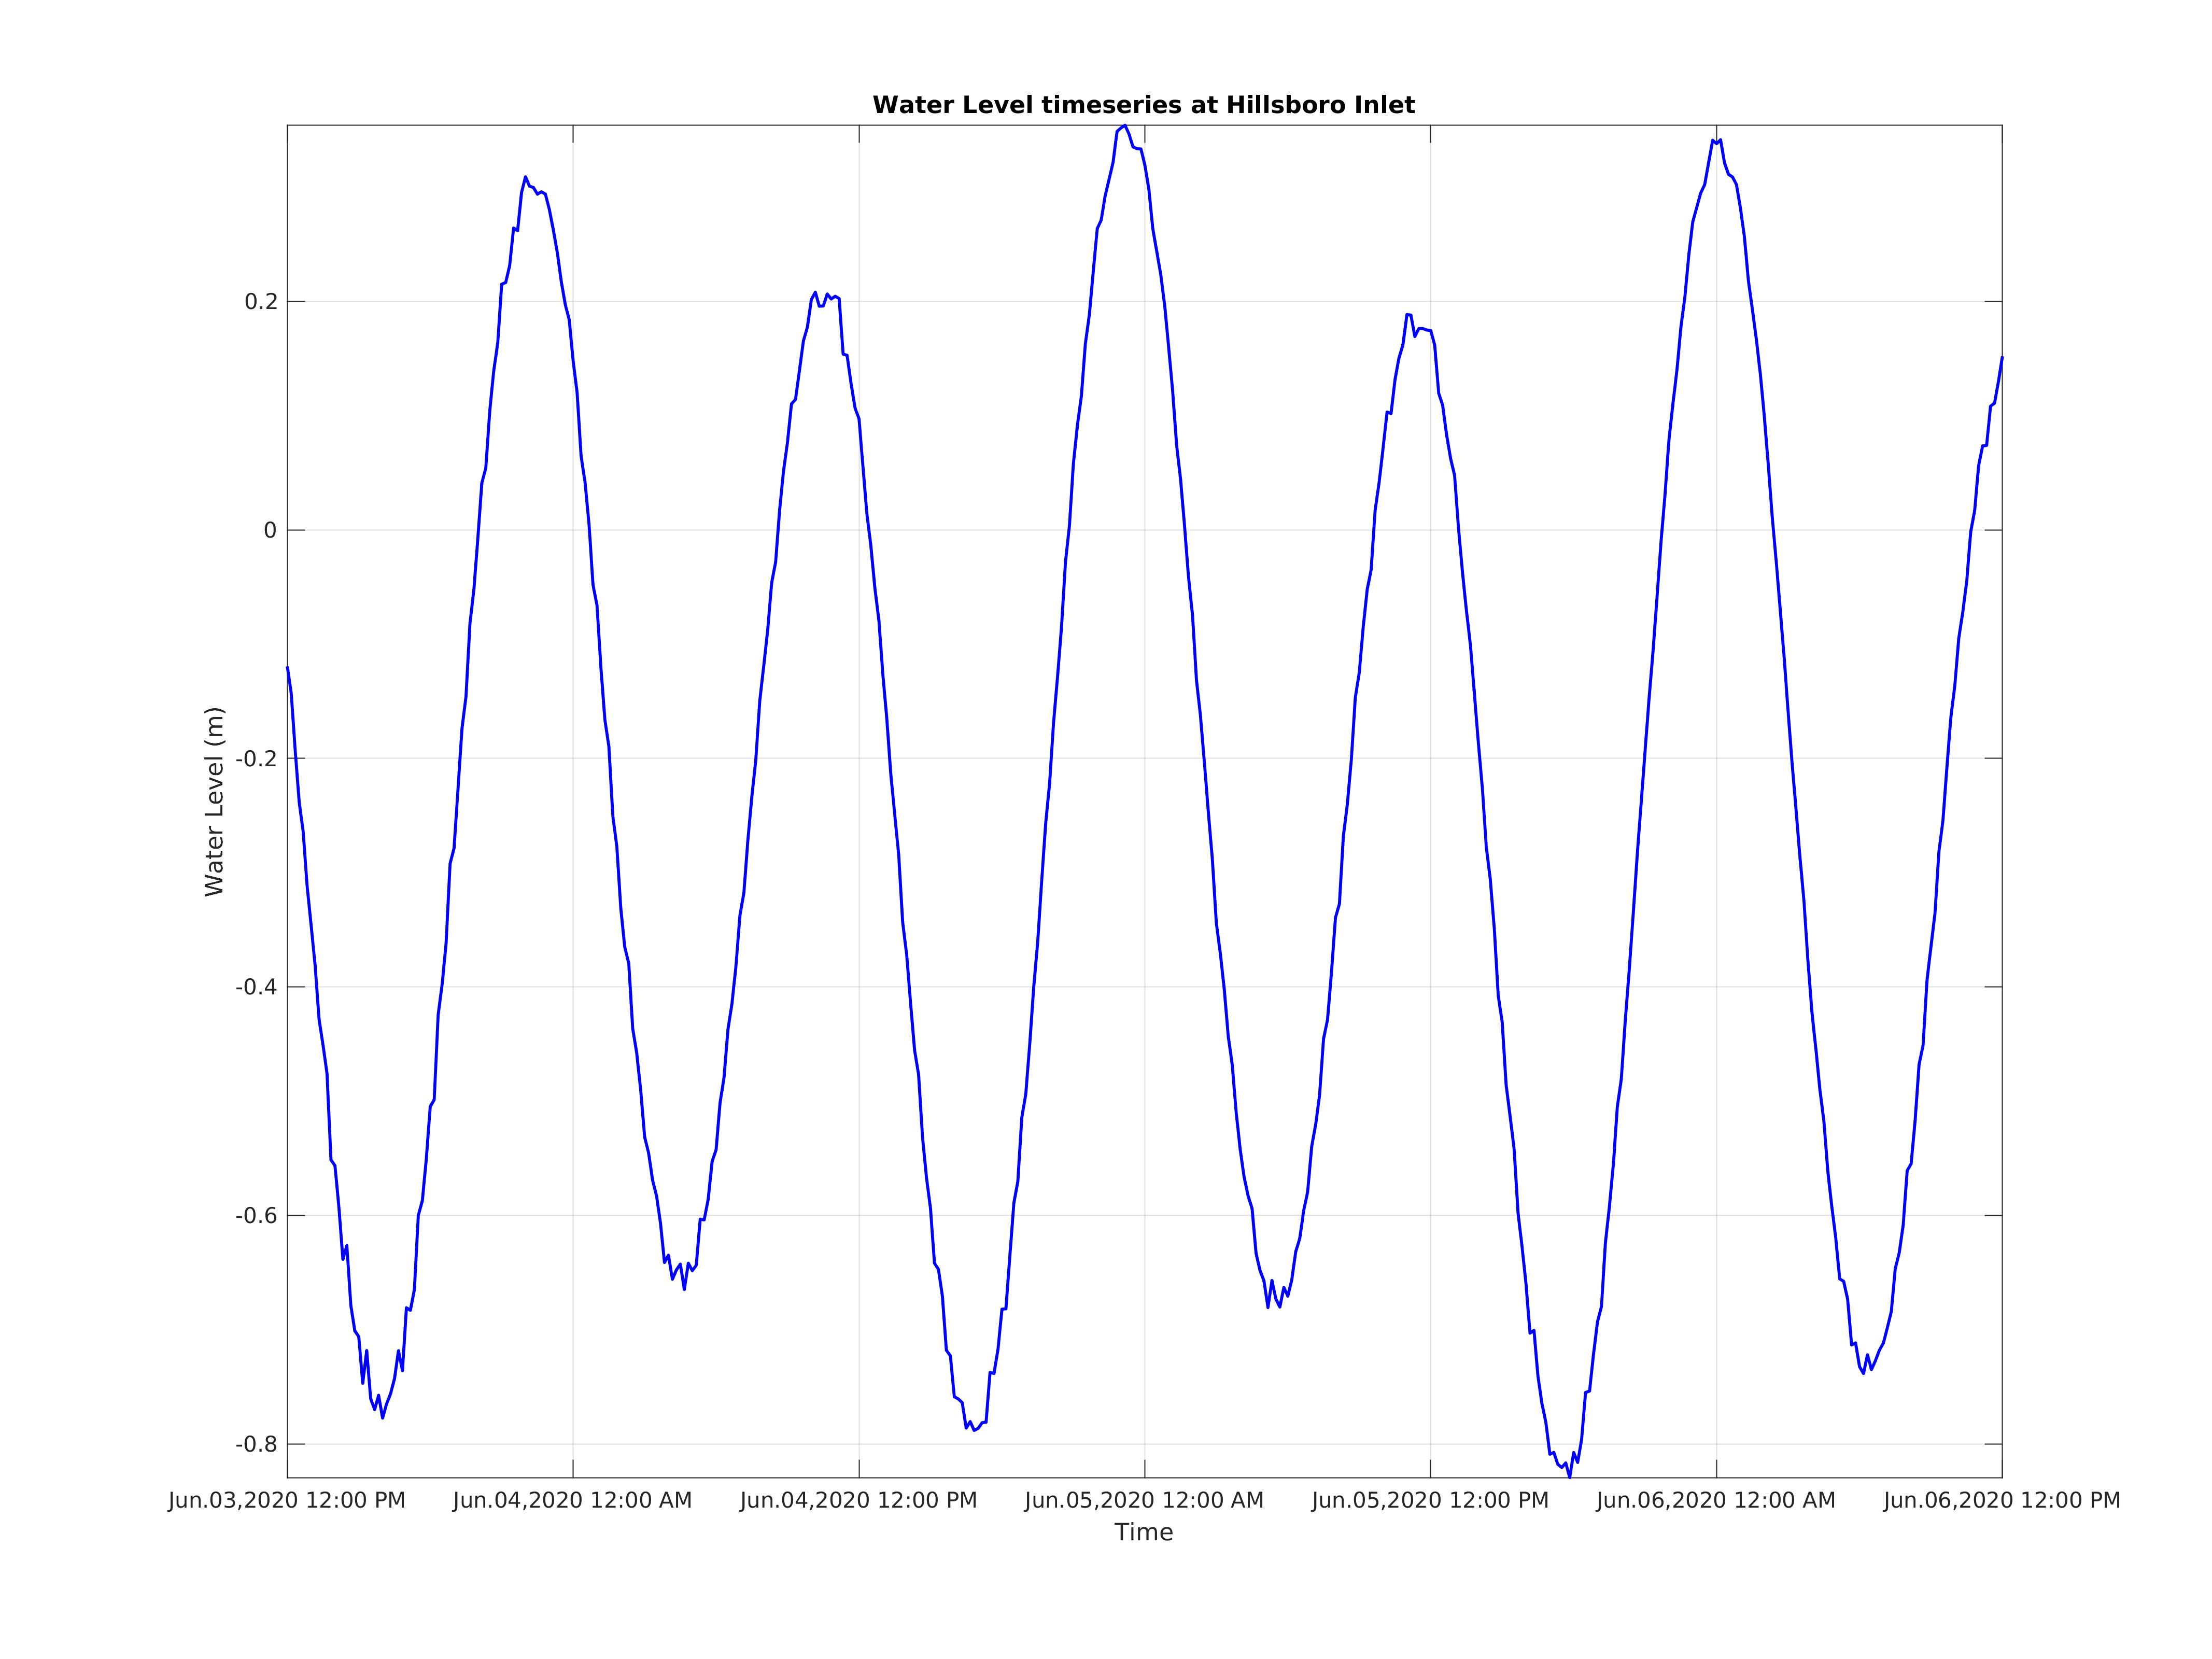 Water Level timeseries at Hillsboro Inlet
Water Level (m)
0.2
0
-0.2
-0.4
-0.6
-0.8
Jun.03,2020 12:00 PM
Jun.04,2020 12:00 AM
Jun.04,2020 12:00 PM
Jun.05,2020 12:00 AM
Jun.05,2020 12:00 PM
Jun.06,2020 12:00 AM
Jun.06,2020 12:00 PM
Time